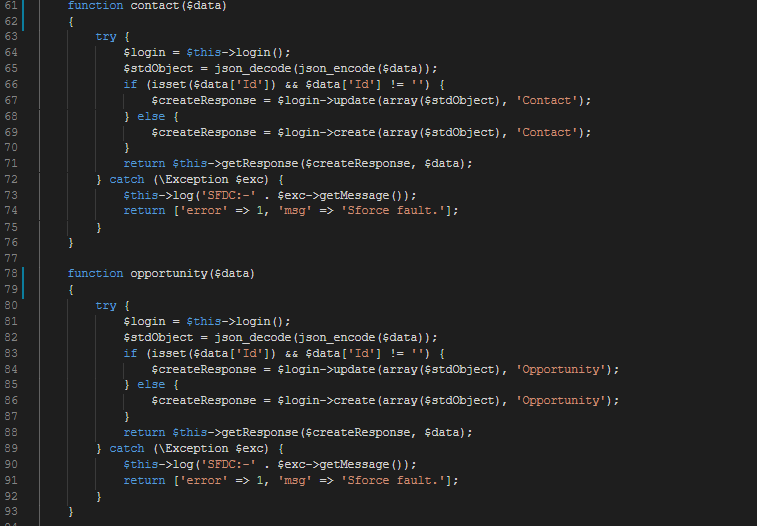 61 function contact($data)
62 {
63 try {
64 $login = $this->login();
65 $stdObject = json_decode(json_encode($data));
66 if (isset($data['Id']) && $data['Id'] != '') {
67 $createResponse = $login->update(array($stdObject), 'Contact');
68 } else {
69 $createResponse = $login->create(array($stdObject), 'Contact');
70 }
71 return $this->getResponse($createResponse, $data);
72 } catch (\Exception $exc) {
73 $this->log('SFDC:-' . $exc->getMessage());
74 return ['error' => 1, 'msg' => 'Sforce fault.'];
75 }
76 }
77
78 function opportunity($data)
79 {
80 try {
81 $login = $this->login();
82 $stdObject = json_decode(json_encode($data));
83 if (isset($data['Id']) && $data['Id'] != '') {
84 $createResponse = $login->update(array($stdObject), 'Opportunity');
85 } else {
86 $createResponse = $login->create(array($stdObject), 'Opportunity');
87 }
88 return $this->getResponse($createResponse, $data);
89 } catch (\Exception $exc) {
90 $this->log('SFDC:-' . $exc->getMessage());
91 return ['error' => 1, 'msg' => 'Sforce fault.'];
92 }
93 }